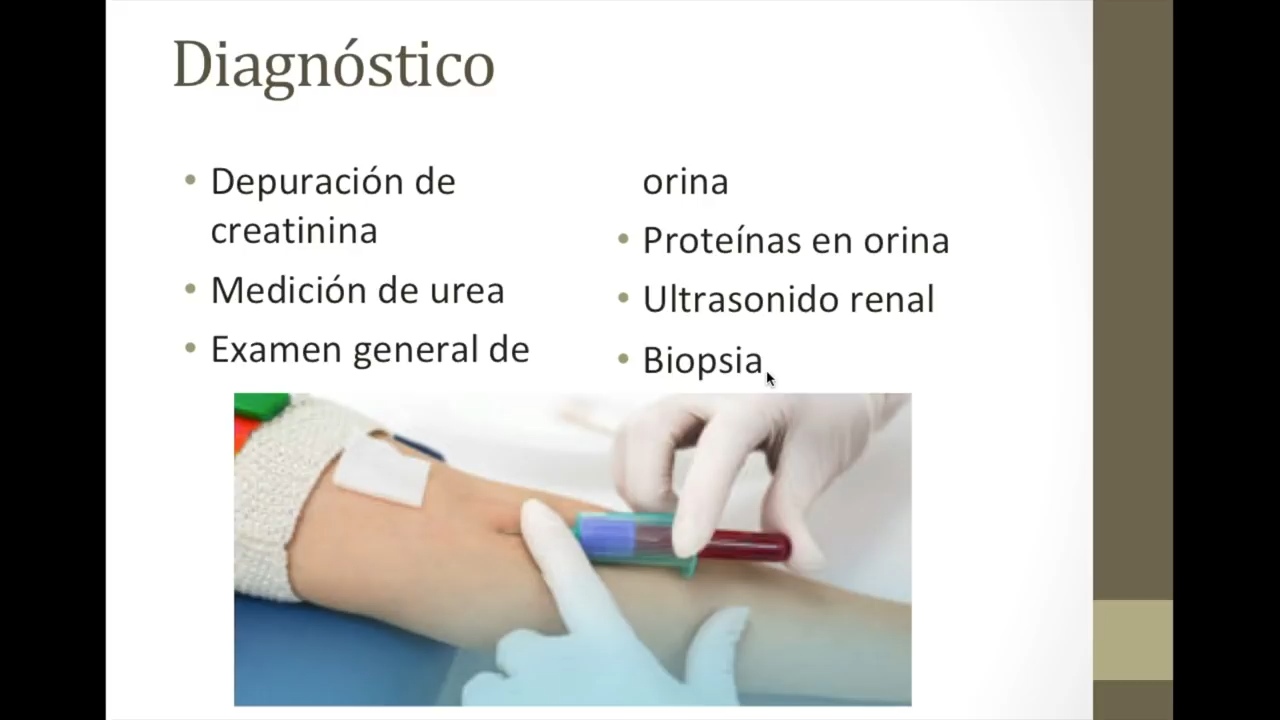 Diagnóstico
Depuración de
creatinina
Medición de urea
Examen general de
orina
Proteínas en orina
Ultrasonido renal
Biopsia